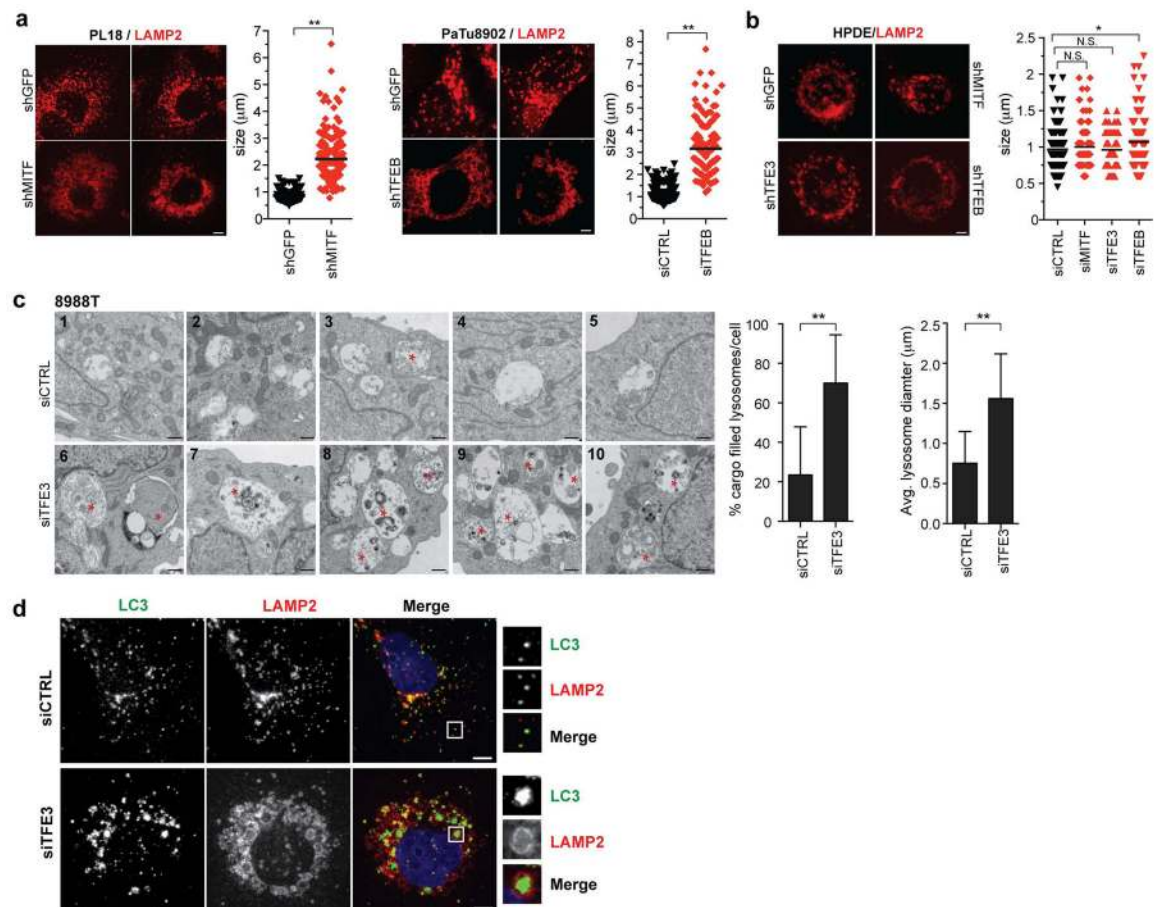 a
PL18 / LAMP2
shGFP
shMITF
size (μm)
7
6
5
4
3
2
1
0
**
shGFP
shMITF
PaTu8902 / LAMP2
shGFP
shTFEB
size (μm)
8
7
6
5
4
3
2
1
0
**
siCTRL
siTFEB
b
HPDE/LAMP2
shGFP
shMITF
shTFE3
shTFEB
size (μm)
2.5
2
1.5
1
0.5
0
*
N.S.
N.S.
siCTRL
siMITF
siTFE3
siTFEB
c
8988T
siCTRL
1
2
3
4
5
*
siTFE3
6
7
8
9
10
* * * * * * * * * * * *
% cargo filled lysosomes/cell
100
80
60
40
20
0
**
siCTRL
siTFE3
Avg. lysosome diamter (μm)
2.5
2.0
1.5
1.0
0.5
0.0
**
siCTRL
siTFE3
d
LC3
LAMP2
Merge
siCTRL
LC3
LAMP2
Merge
siTFE3
LC3
LAMP2
Merge